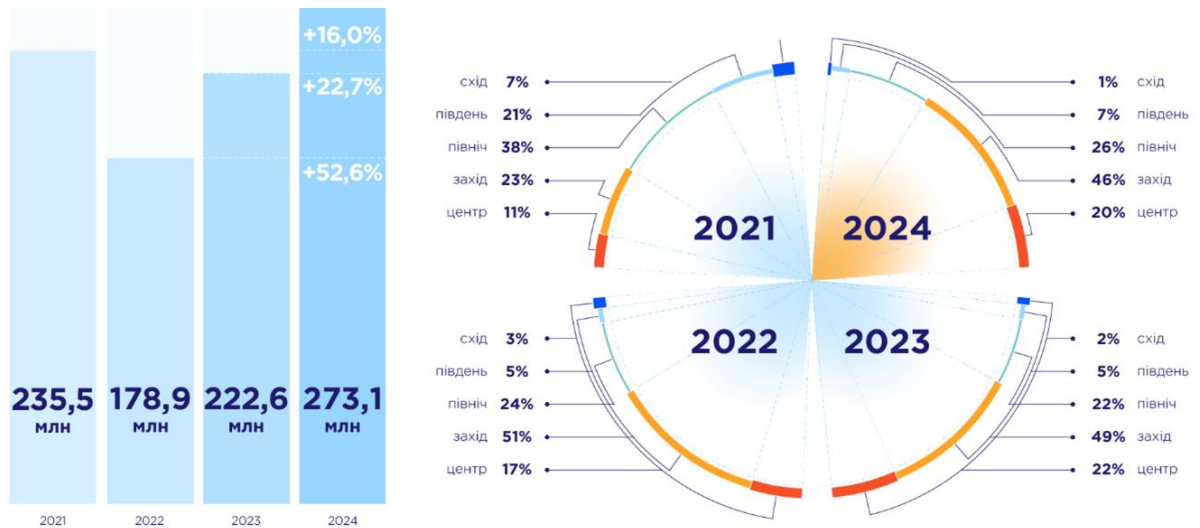 +16,0%
+22,7%
+52,6%
235,5
млн
178,9
млн
222,6
млн
273,1
млн
2021
2022
2023
2024
схід 7%
південь 21%
північ 38%
захід 23%
центр 11%
2021
2024
1% схід
7% південь
26% північ
46% захід
20% центр
схід 3%
південь 5%
північ 24%
захід 51%
центр 17%
2022
2023
2% схід
5% південь
22% північ
49% захід
22% центр